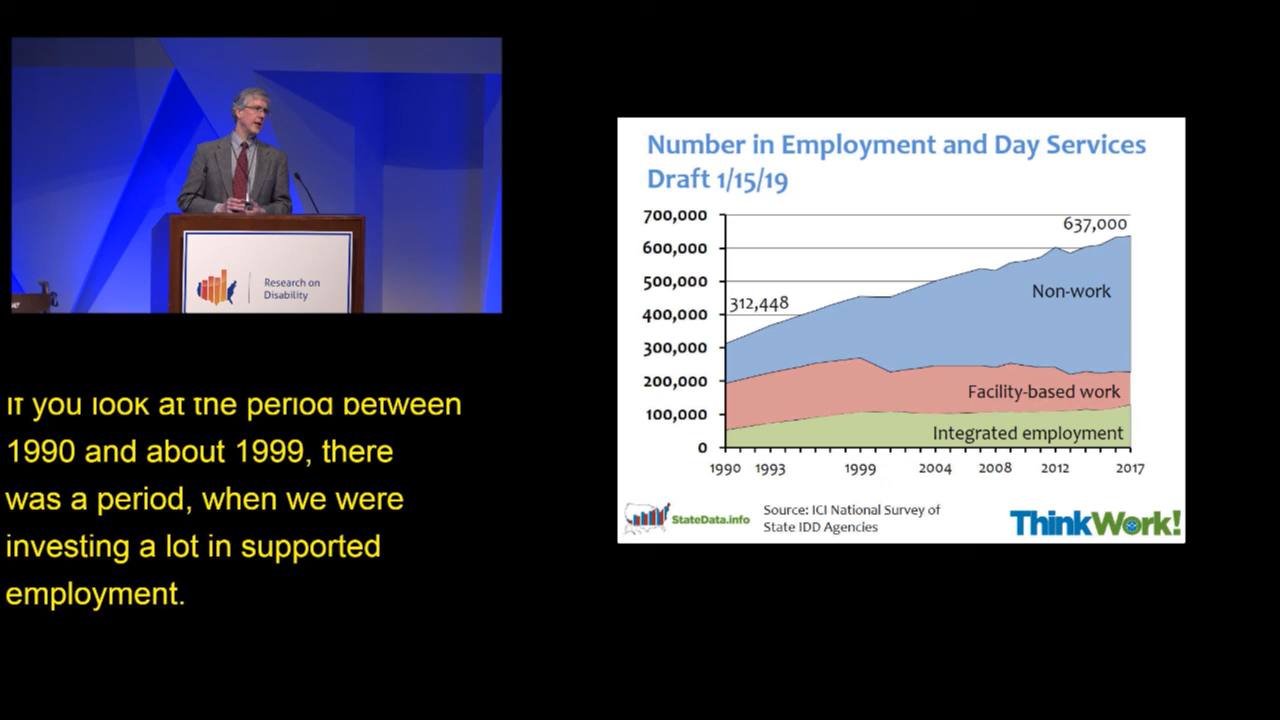 Research on
Disability
If you look at the period between
1990 and about 1999, there
was a period, when we were
investing a lot in supported
employment.
Number in Employment and Day Services
Draft 1/15/19
700,000
600,000
500,000
400,000
300,000
200,000
100,000
0
637,000
312,448
Non-work
Facility-based work
Integrated employment
1990 1993 1999 2004 2008 2012 2017
StateData.info
Source: ICI National Survey of
State IDD Agencies
ThinkWork!